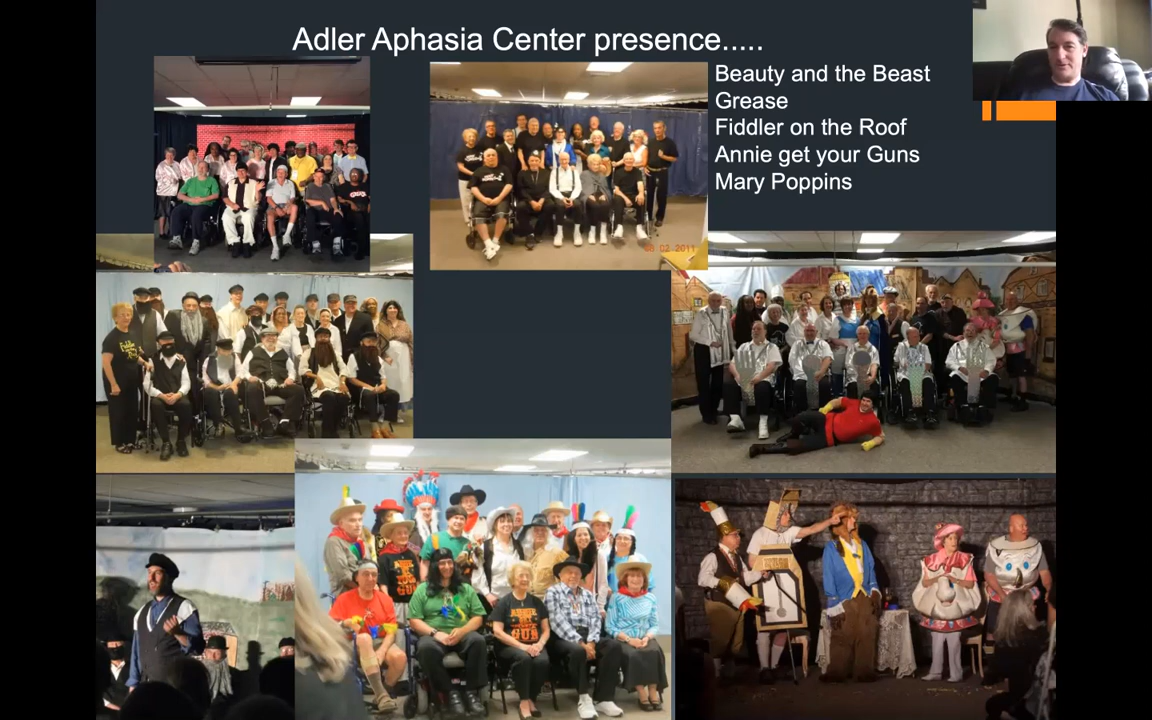 Adler Aphasia Center presence.....
Beauty and the Beast
Grease
Fiddler on the Roof
Annie get your Guns
Mary Poppins